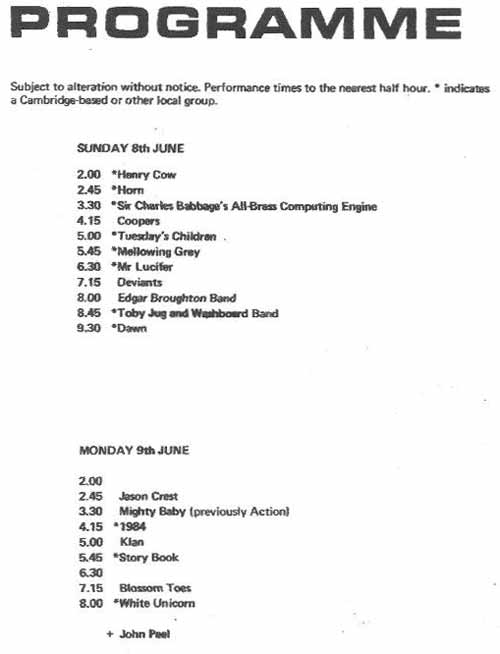 PROGRAMME
Subject to alteration without notice. Performance times to the nearest half hour. * indicates
a Cambridge-based or other local group.
SUNDAY 8th JUNE
2.00 *Henry Cow
2.45 *Horn
3.30 *Sir Charles Babbage's All-Brass Computing Engine
4.15 Coopers
5.00 *Tuesday's Children
5.45 *Mellowing Grey
6.30 *Mr Lucifer
7.15 Deviants
8.00 Edgar Broughton Band
8.45 *Toby Jug and Washboard Band
9.30 *Dawn
MONDAY 9th JUNE
2.00
2.45 Jason Crest
3.30 Mighty Baby (previously Action)
4.15 *1984
5.00 Klan
5.45 *Story Book
6.30
7.15 Blossom Toes
8.00 *White Unicorn
+ John Peel